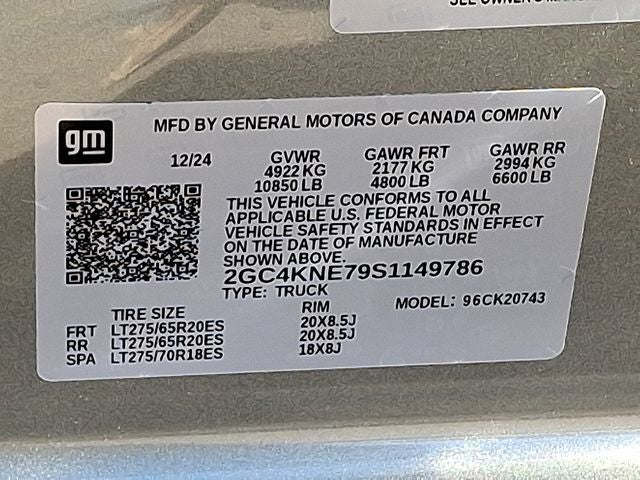 SEE OWNER'S
gm
MFD BY GENERAL MOTORS OF CANADA COMPANY
12/24
GVWR GAWR FRT GAWR RR
4922 KG 2177 KG 2994 KG
10850 LB 4800 LB 6600 LB
THIS VEHICLE CONFORMS TO ALL
APPLICABLE U.S. FEDERAL MOTOR
VEHICLE SAFETY STANDARDS IN EFFECT
ON THE DATE OF MANUFACTURE
SHOWN ABOVE.
2GC4KNE79S1149786
TYPE: TRUCK MODEL: 96CK20743
TIRE SIZE RIM
FRT LT275/65R20ES 20X8.5J
RR LT275/65R20ES 20X8.5J
SPA LT275/70R18ES 18X8J